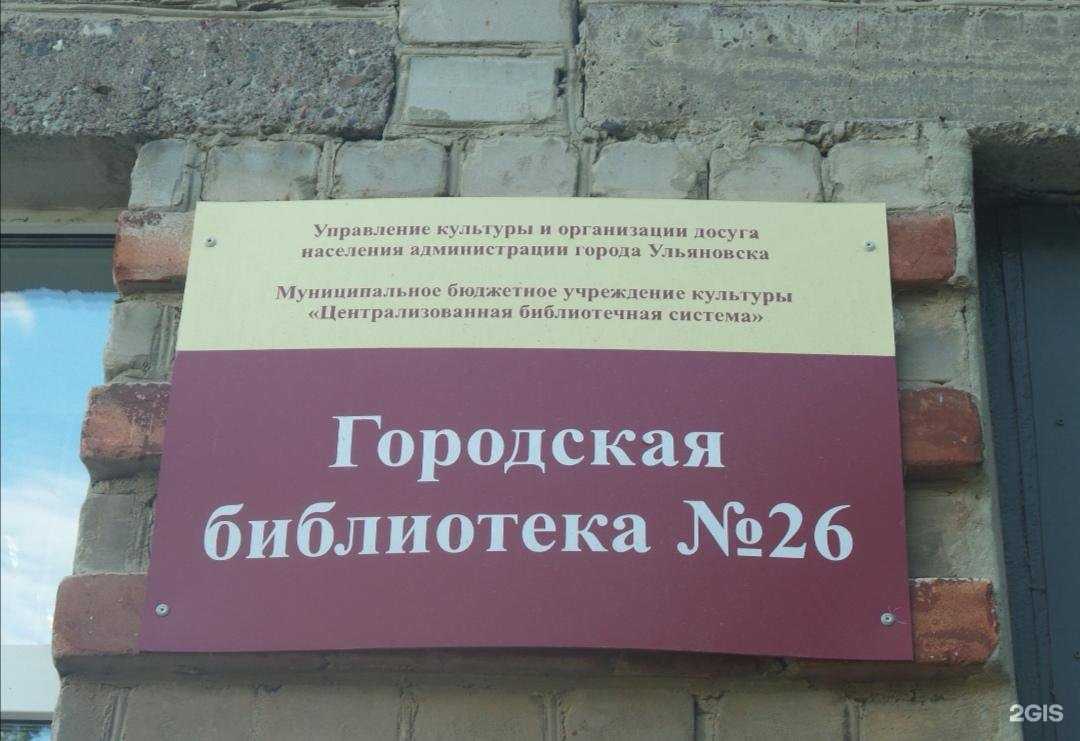 Управление культуры и организации досуга
населения администрации города Ульяновска
Муниципальное бюджетное учреждение культуры
«Централизованная библиотечная система»
Городская
библиотека №26
2GIS